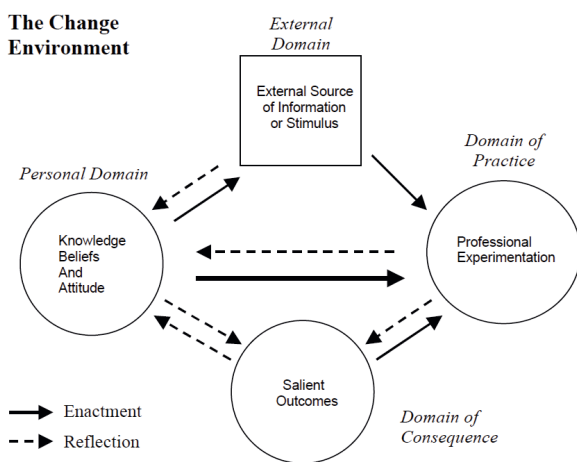 The Change
Environment
External
Domain
External Source
of Information
or Stimulus
Domain of
Practice
Personal Domain
Knowledge
Beliefs
And
Attitude
Professional
Experimentation
Salient
Outcomes
Domain of
Consequence
Enactment
Reflection